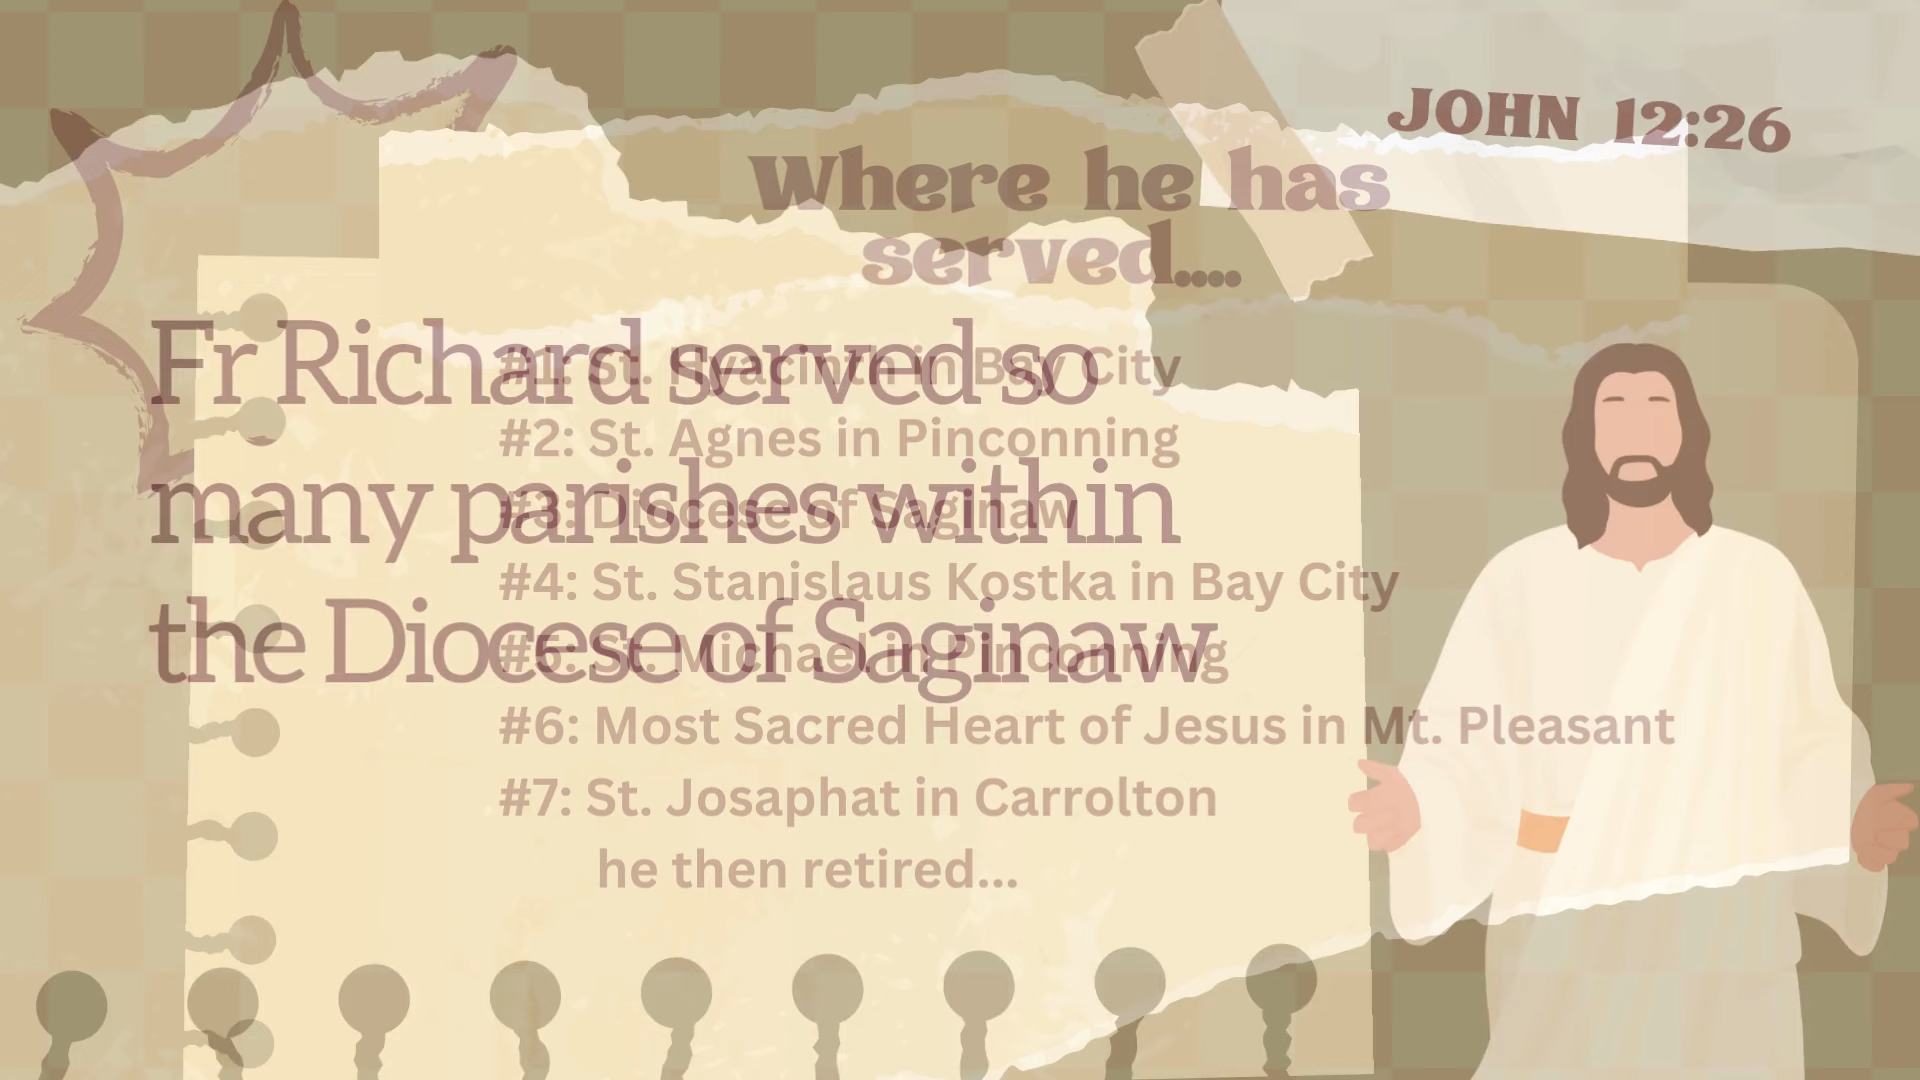 JOHN 12:26
Where he has
served....
Fr Richard served so
many parishes within
the Diocese of Saginaw
#1: St. Hyacinth in Bay City
#2: St. Agnes in Pinconning
#3: Diocese of Saginaw
#4: St. Stanislaus Kostka in Bay City
#5: St. Michael in Pinconning
#6: Most Sacred Heart of Jesus in Mt. Pleasant
#7: St. Josaphat in Carrolton
he then retired...